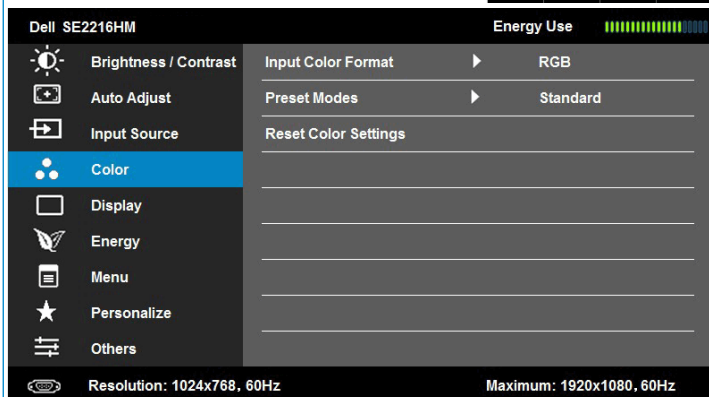 Dell SE2216HM Energy Use
Brightness / Contrast Input Color Format RGB
Auto Adjust Preset Modes Standard
Input Source Reset Color Settings
Color
Display
Energy
Menu
Personalize
Others
Resolution: 1024x768, 60Hz Maximum: 1920x1080, 60Hz